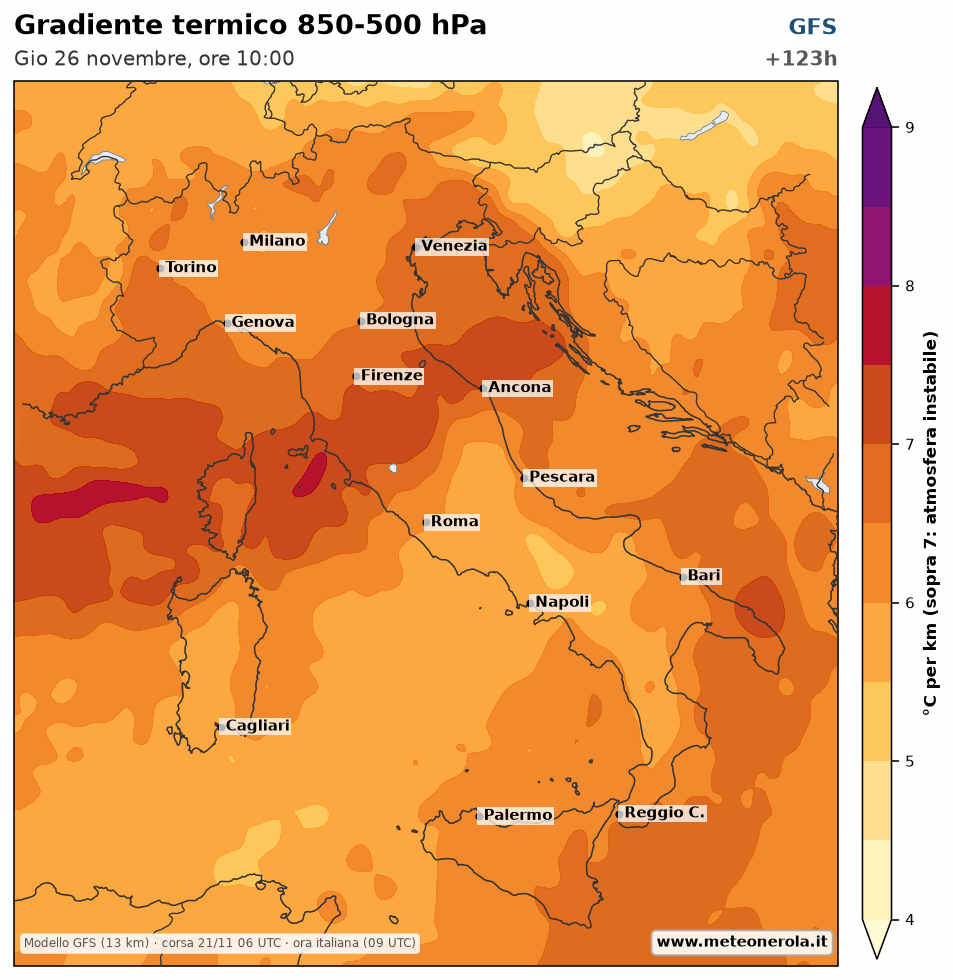 Gradiente termico 850-500 hPa
GFS
Gio 26 novembre, ore 10:00
+123h
Milano
Venezia
Torino
Genova
Bologna
Firenze
Ancona
Pescara
Roma
Bari
Napoli
Cagliari
Palermo
Reggio C.
9
8
7
6
5
4
°C per km (sopra 7: atmosfera instabile)
Modello GFS (13 km) · corsa 21/11 06 UTC · ora italiana (09 UTC)
www.meteonerola.it